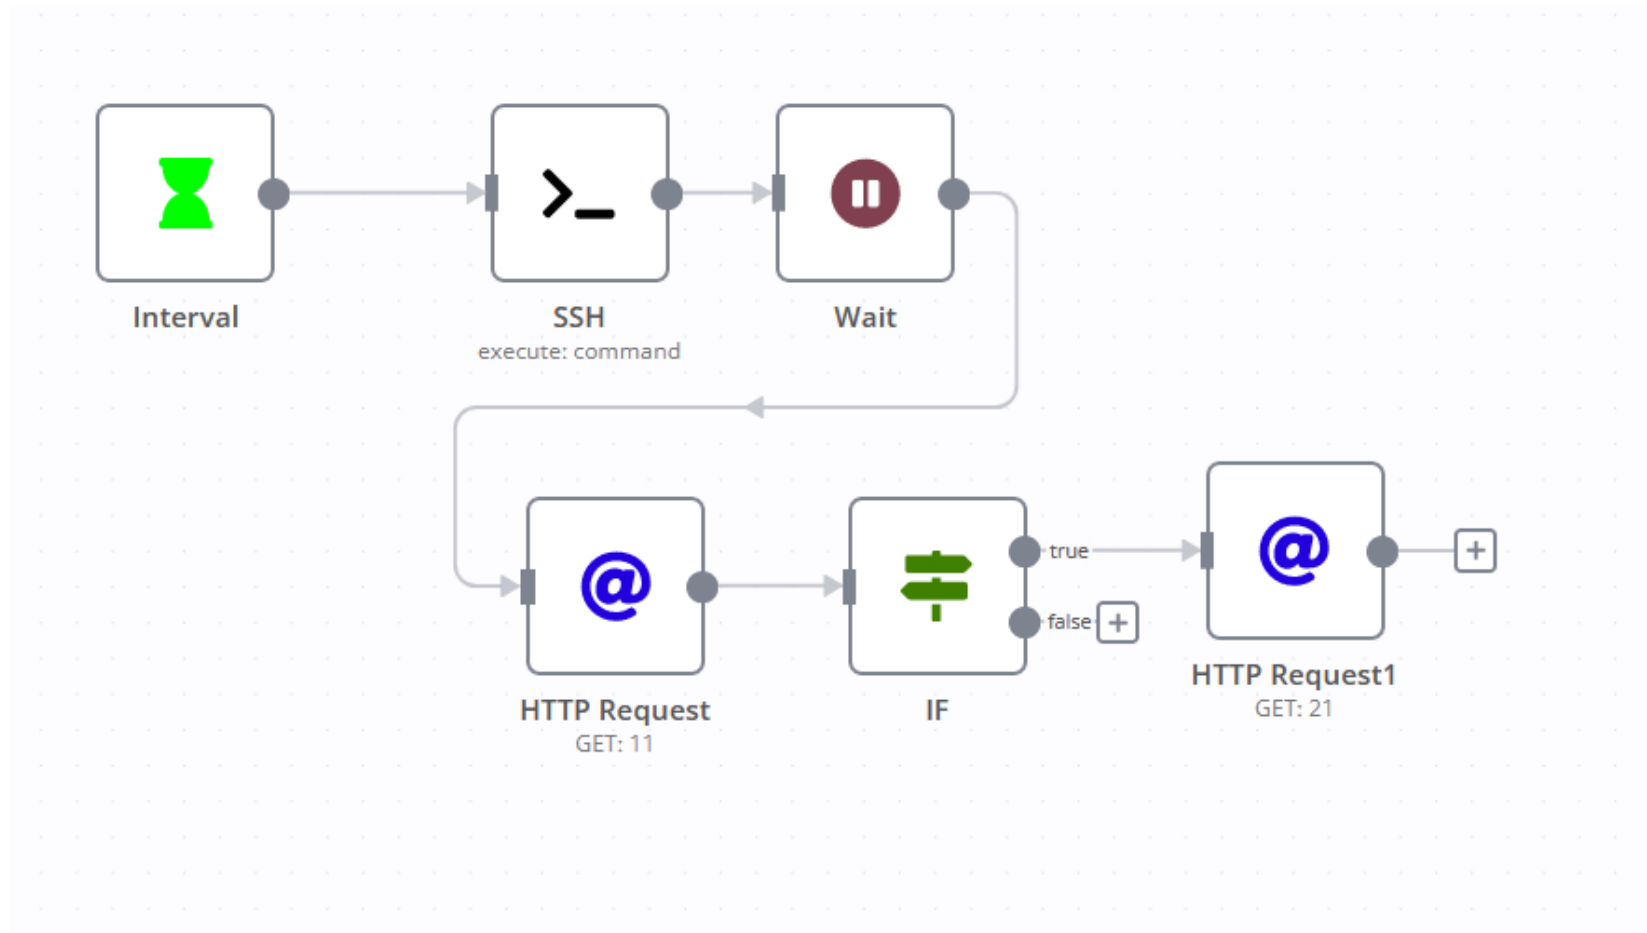 Interval
SSH
execute: command
Wait
HTTP Request
GET: 11
IF
true
false
HTTP Request1
GET: 21